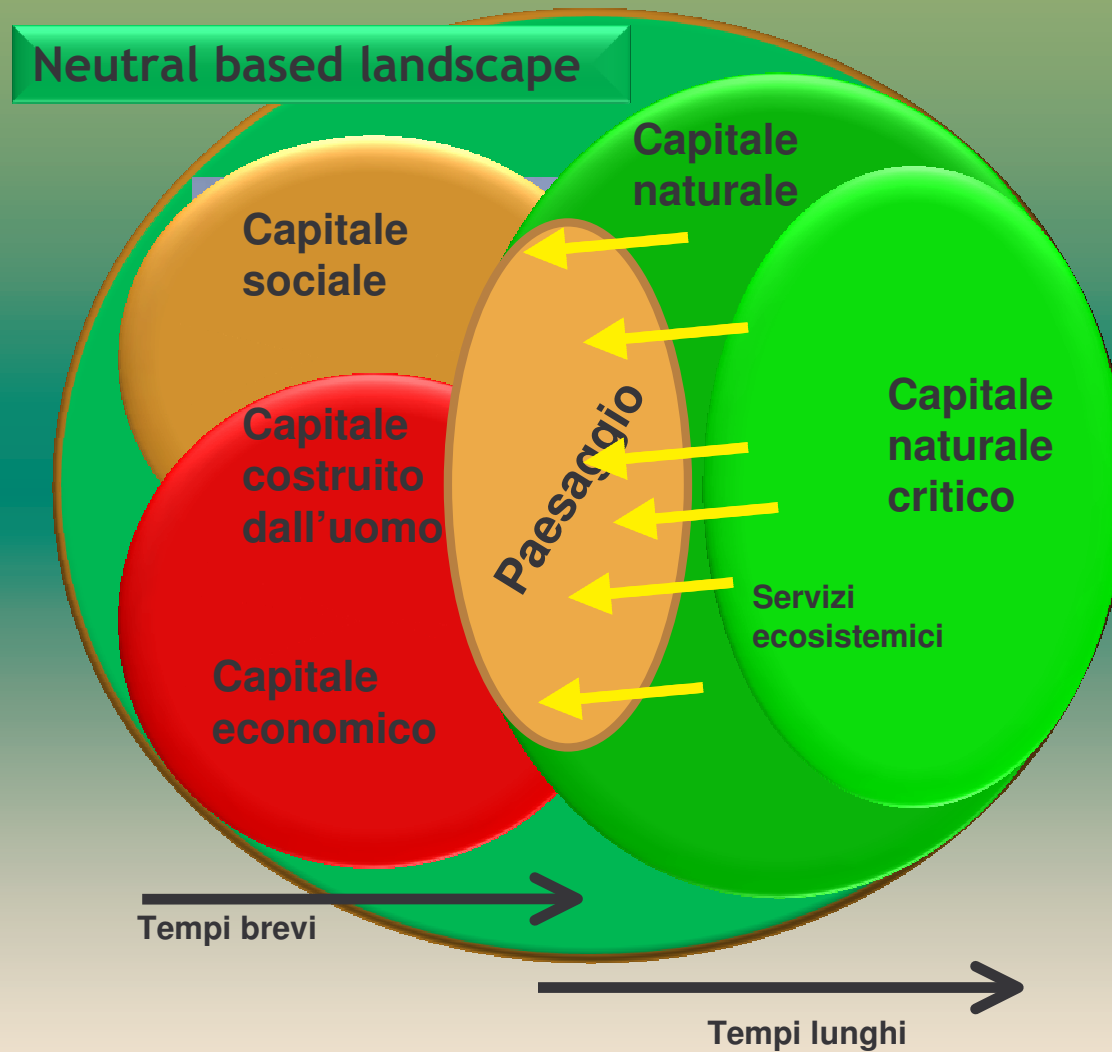 Neutral based landscape
Capitale
naturale
Capitale
sociale
Capitale
costruito
dall’uomo
Paesaggio
Capitale
naturale
critico
Servizi
ecosistemici
Capitale
economico
Tempi brevi
Tempi lunghi